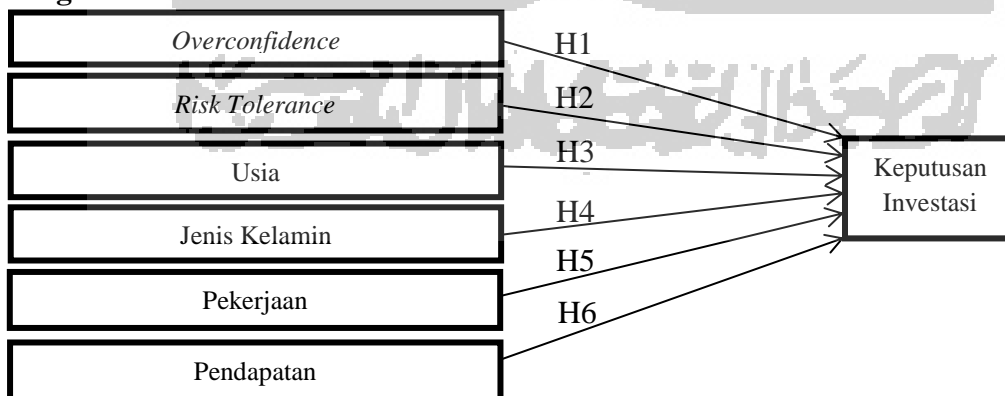 Overconfidence
H1
Risk Tolerance
H2
Usia
H3
Jenis Kelamin
H4
Pekerjaan
H5
Pendapatan
H6
Keputusan
Investasi